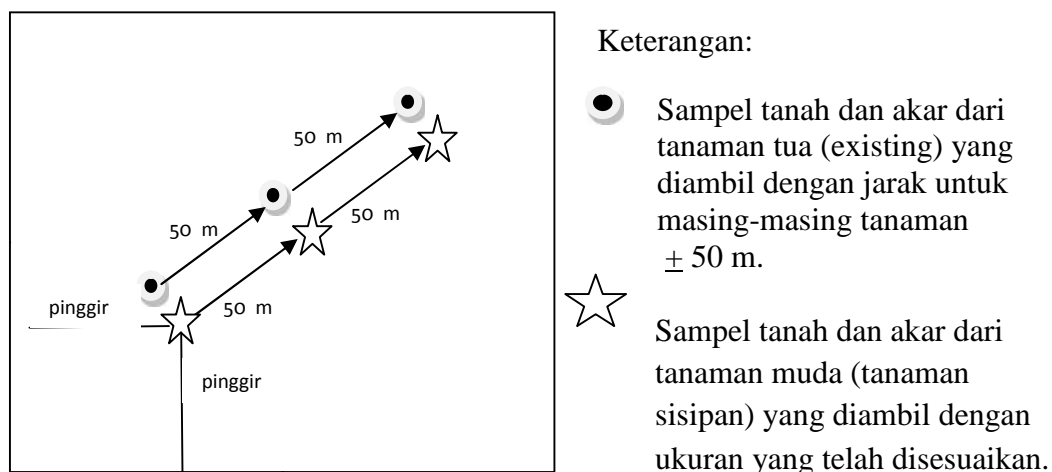 Keterangan:
50 m
50 m
50 m
50 m
pinggir
pinggir
Sampel tanah dan akar dari
tanaman tua (existing) yang
diambil dengan jarak untuk
masing-masing tanaman
± 50 m.
Sampel tanah dan akar dari
tanaman muda (tanaman
sisipan) yang diambil dengan
ukuran yang telah disesuaikan.